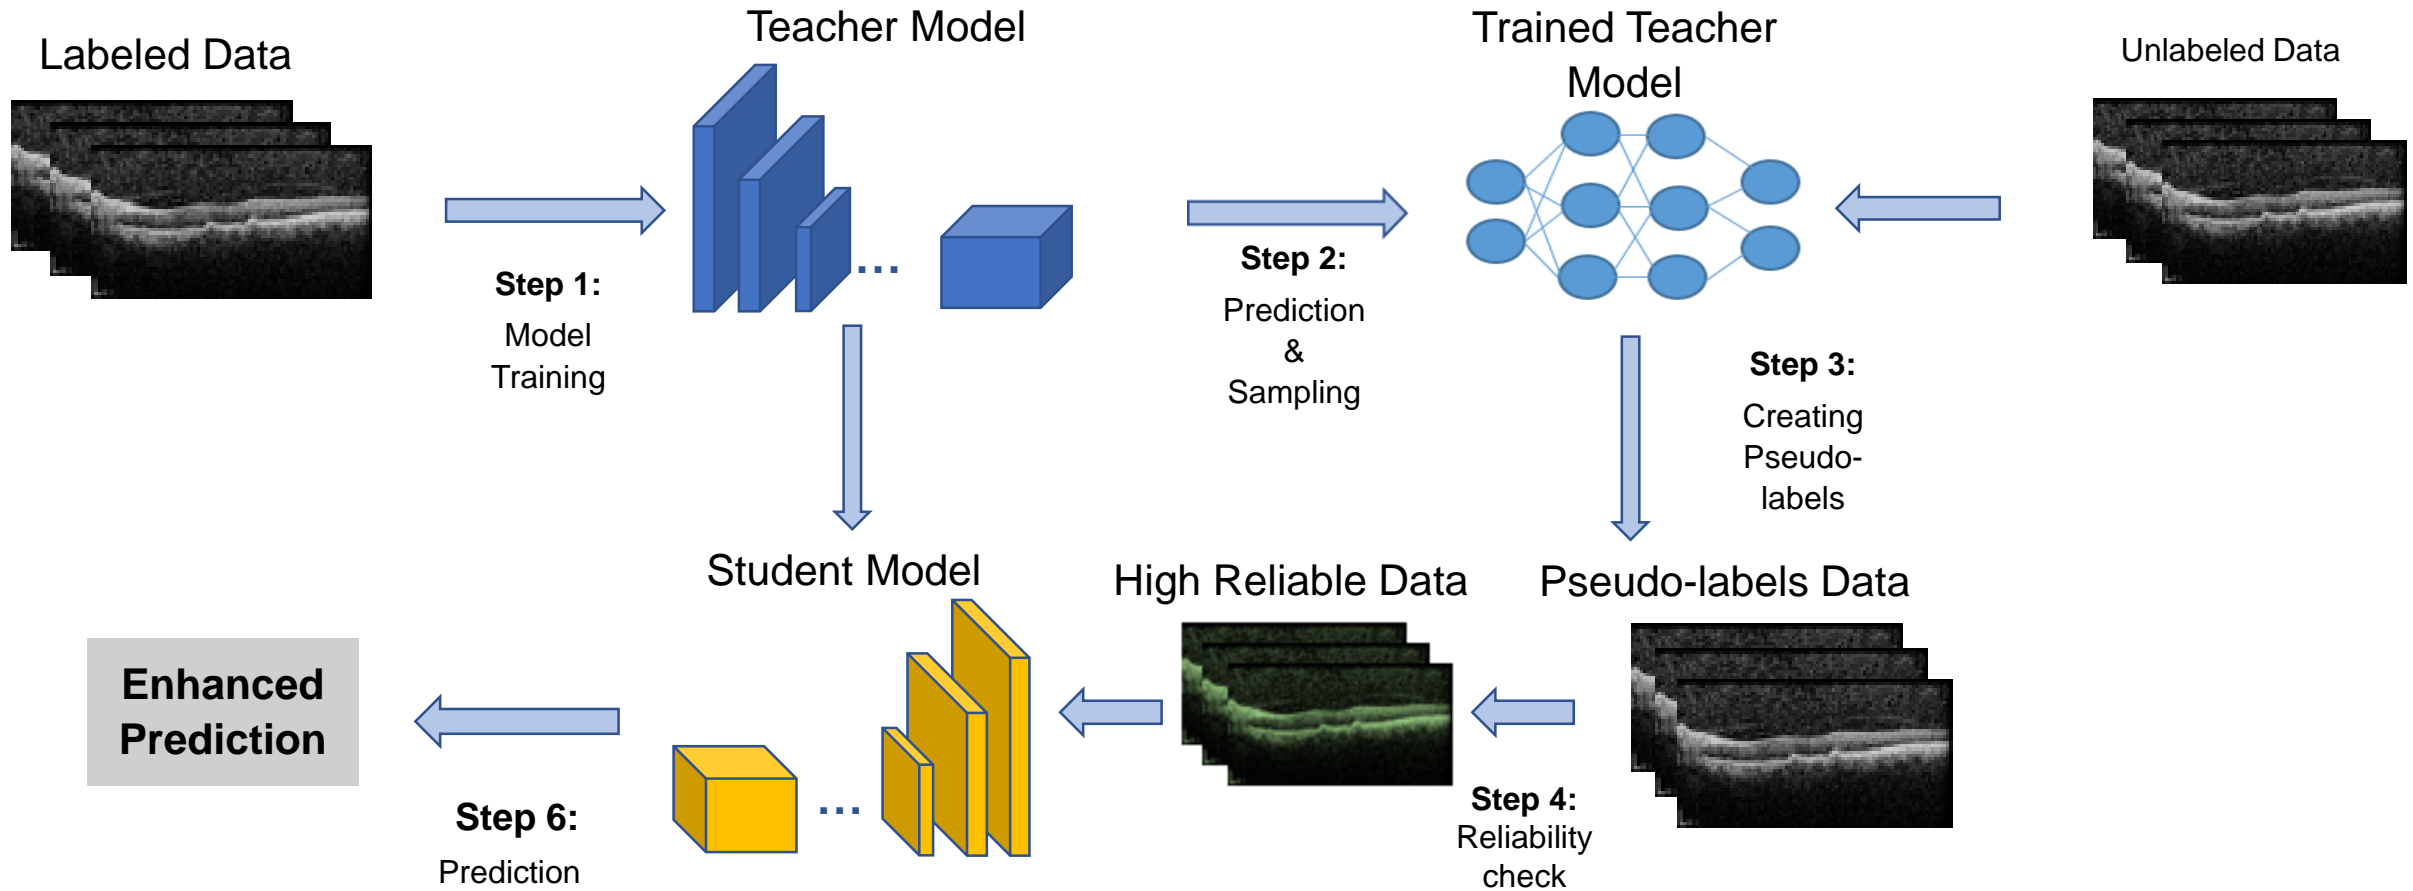 Labeled Data
Teacher Model
Trained Teacher
Model
Unlabeled Data
Step 1:
Model
Training
...
Step 2:
Prediction
&
Sampling
Step 3:
Creating
Pseudo-
labels
Student Model
High Reliable Data
Pseudo-labels Data
Enhanced
Prediction
...
Step 4:
Reliability
check
Step 6:
Prediction